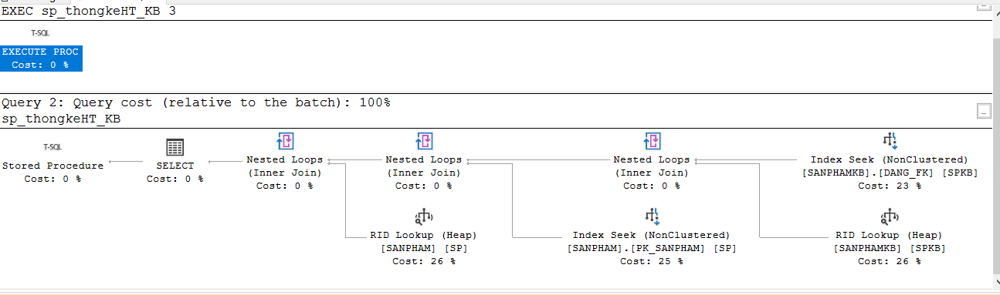 EXEC sp_thongkeHT_KB 3
T-SQL
EXECUTE PROC
Cost: 0 %
Query 2: Query cost (relative to the batch): 100%
sp_thongkeHT_KB
T-SQL
Stored Procedure
Cost: 0 %
SELECT
Cost: 0 %
Nested Loops
(Inner Join)
Cost: 0 %
Nested Loops
(Inner Join)
Cost: 0 %
Nested Loops
(Inner Join)
Cost: 0 %
Index Seek (NonClustered)
[SANPHAMKB].[DANG_FK] [SPKB]
Cost: 23 %
RID Lookup (Heap)
[SANPHAM] [SP]
Cost: 26 %
Index Seek (NonClustered)
[SANPHAM].[PK_SANPHAM] [SP]
Cost: 25 %
RID Lookup (Heap)
[SANPHAMKB] [SPKB]
Cost: 26 %